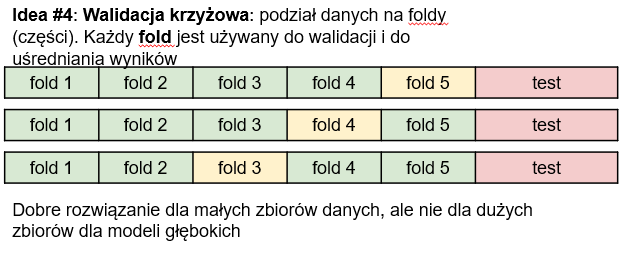 Idea #4: Walidacja krzyżowa: podział danych na foldy
(części). Każdy fold jest używany do walidacji i do
uśredniania wyników
fold 1 fold 2 fold 3 fold 4 fold 5 test
fold 1 fold 2 fold 3 fold 4 fold 5 test
fold 1 fold 2 fold 3 fold 4 fold 5 test
Dobre rozwiązanie dla małych zbiorów danych, ale nie dla dużych
zbiorów dla modeli głębokich